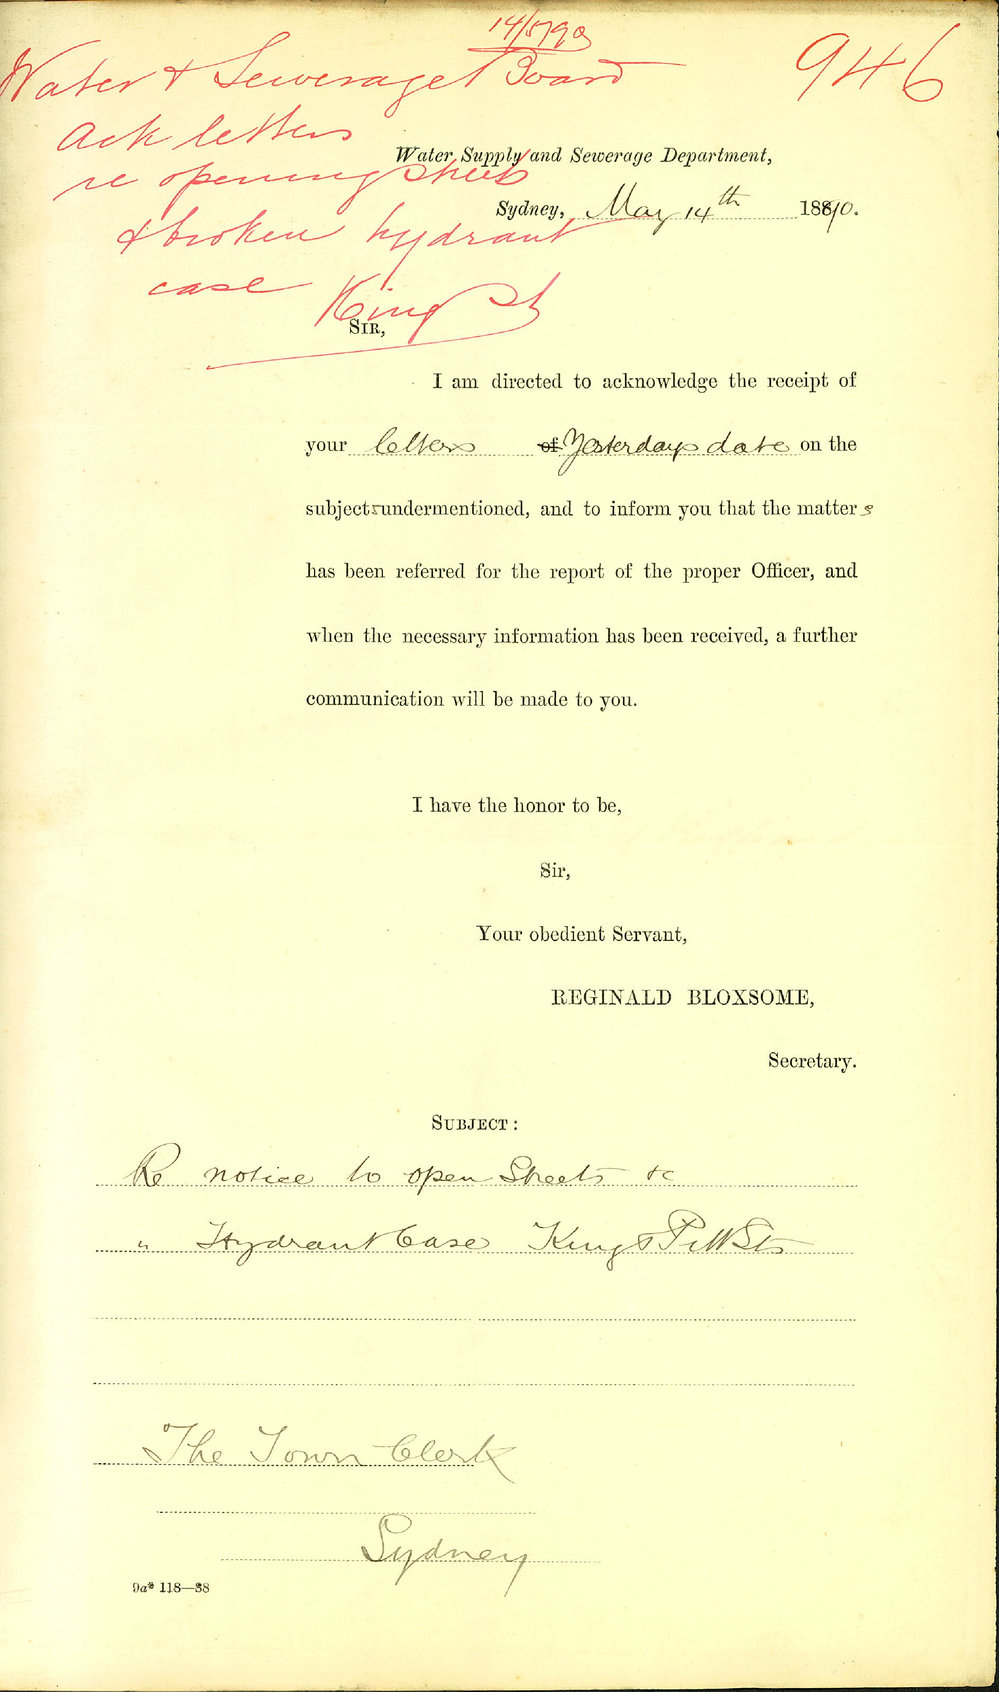 14/5/90
946
Water & Sewerage Board
Ack letters
re opening streets
& broken hydrant
case King St
Water Supply and Sewerage Department,
Sydney, May 14th 1890.
SIR,
I am directed to acknowledge the receipt of
your letters of Yesterdays date on the
subjects undermentioned, and to inform you that the matters
has been referred for the report of the proper Officer, and
when the necessary information has been received, a further
communication will be made to you.
I have the honor to be,
Sir,
Your obedient Servant,
REGINALD BLOXSOME,
Secretary.
SUBJECT:
Re notice to open Streets &c
" Hydrant Case King & Pitt Sts
The Town Clerk
Sydney
9a* 118—88